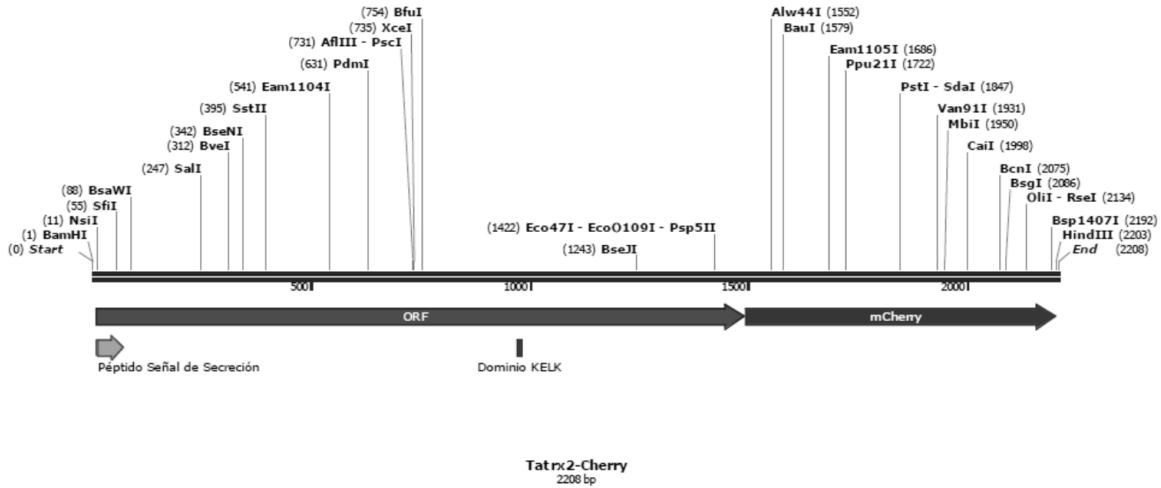 (754) BfuI
(735) XceI
(731) AflIII - PscI
(631) PdmI
(541) Eam1104I
(395) SstII
(342) BseNI
(312) BveI
(247) SalI
(88) BsaWI
(55) SfiI
(11) NsiI
(1) BamHI
(0) Start
(1422) Eco47I - EcoO109I - Psp5II
(1243) BseJI
Alw44I (1552)
BauI (1579)
Eam1105I (1686)
Ppu21I (1722)
PstI - SdaI (1847)
Van91I (1931)
MbiI (1950)
CaiI (1998)
BcnI (2075)
BsgI (2086)
OliI - RseI (2134)
Bsp1407I (2192)
HindIII (2203)
End (2208)
500 1000 1500 2000
ORF mCherry
Péptido Señal de Secreción Dominio KELK
Tatrx2-Cherry
2208 bp